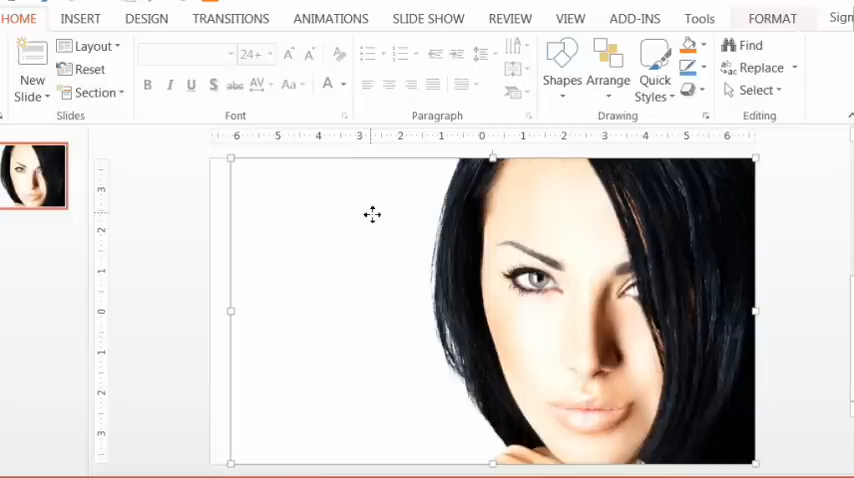 HOME INSERT DESIGN TRANSITIONS ANIMATIONS SLIDE SHOW REVIEW VIEW ADD-INS Tools FORMAT Sign
New Slide
Layout
Reset
Section
24+
B I U S abc AV Aa A
Shapes Arrange Quick Styles
Find
Replace
Select
Slides Font Paragraph Drawing Editing
6 5 4 3 2 1 0 1 2 3 4 5 6
3
2
1
0
1
2
3